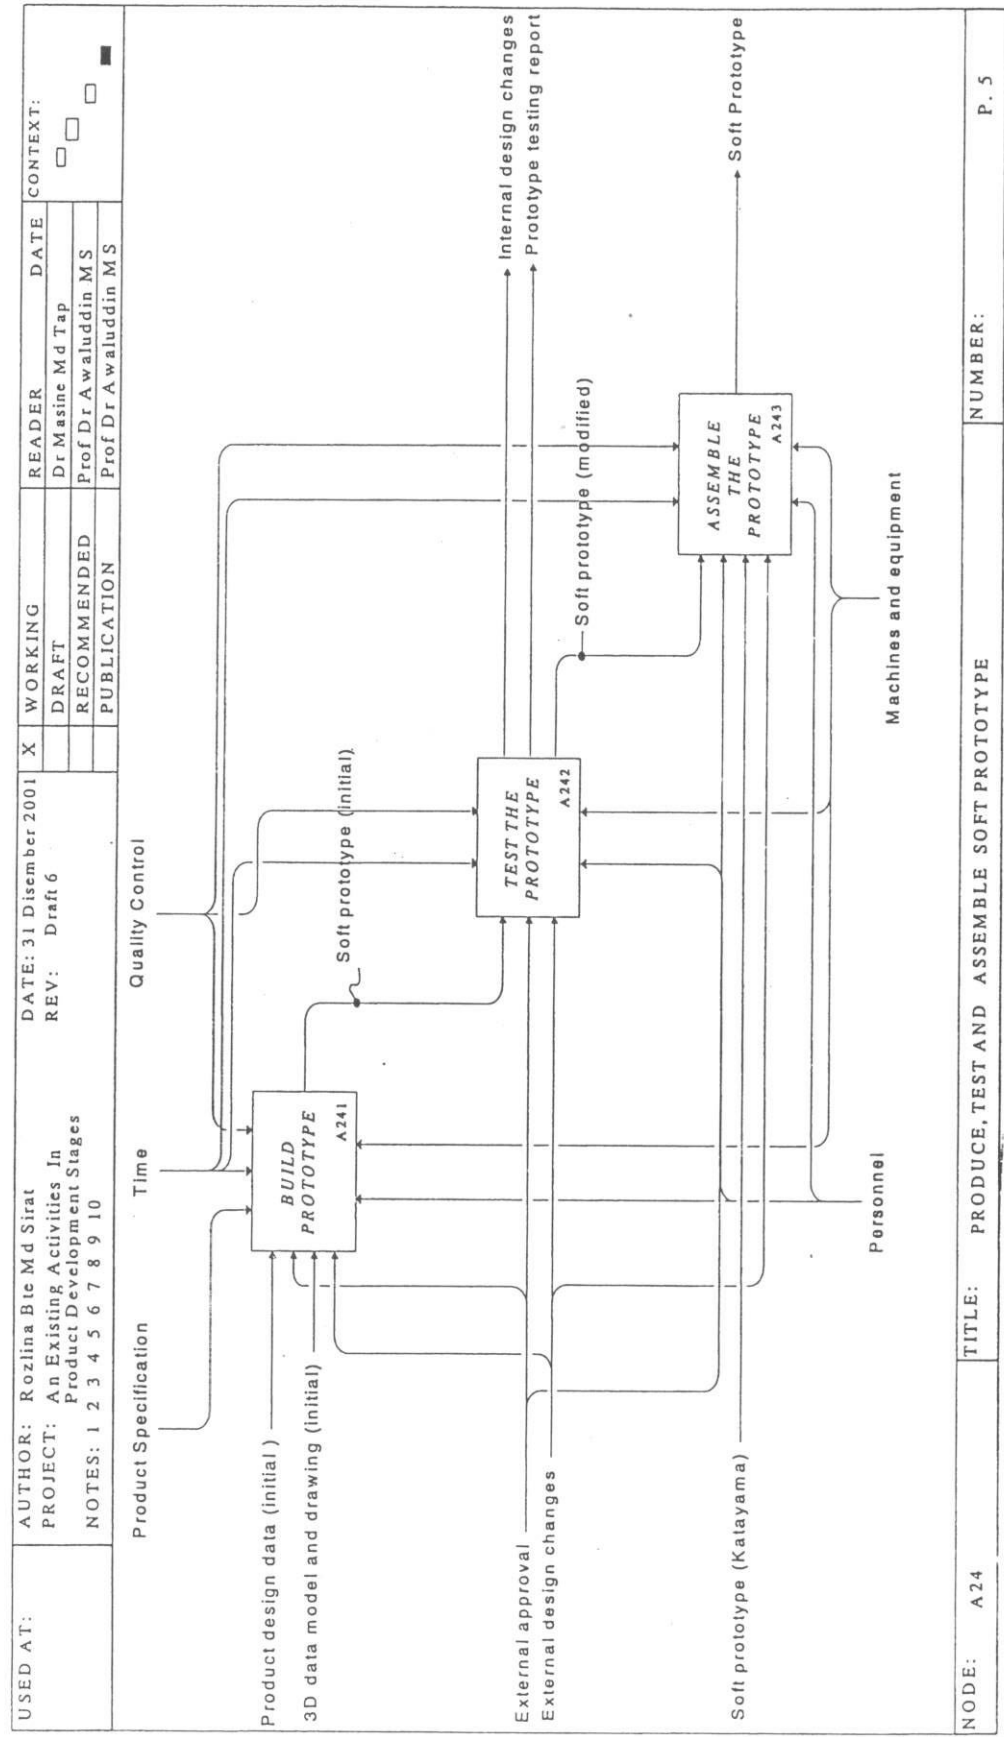 USED AT:
AUTHOR: Rozlina Bte Md Sirat
DATE: 31 Disember 2001
PROJECT: An Existing Activities In
Product Development Stages
REV: Draft 6
NOTES: 1 2 3 4 5 6 7 8 9 10
X WORKING
DRAFT
RECOMMENDED
PUBLICATION
READER DATE
Dr Masine Md Tap
Prof Dr Awaluddin MS
Prof Dr Awaluddin MS
CONTEXT:
Product Specification
Time
Quality Control
Product design data (initial )
3D data model and drawing (initial)
BUILD
PROTOTYPE
A241
Soft prototype (initial)
External approval
External design changes
TEST THE
PROTOTYPE
A242
Internal design changes
Prototype testing report
Soft prototype (modified)
Soft prototype (Katayama)
ASSEMBLE
THE
PROTOTYPE
A243
Soft Prototype
Personnel
Machines and equipment
NODE: A24
TITLE: PRODUCE, TEST AND ASSEMBLE SOFT PROTOTYPE
NUMBER: P. 5